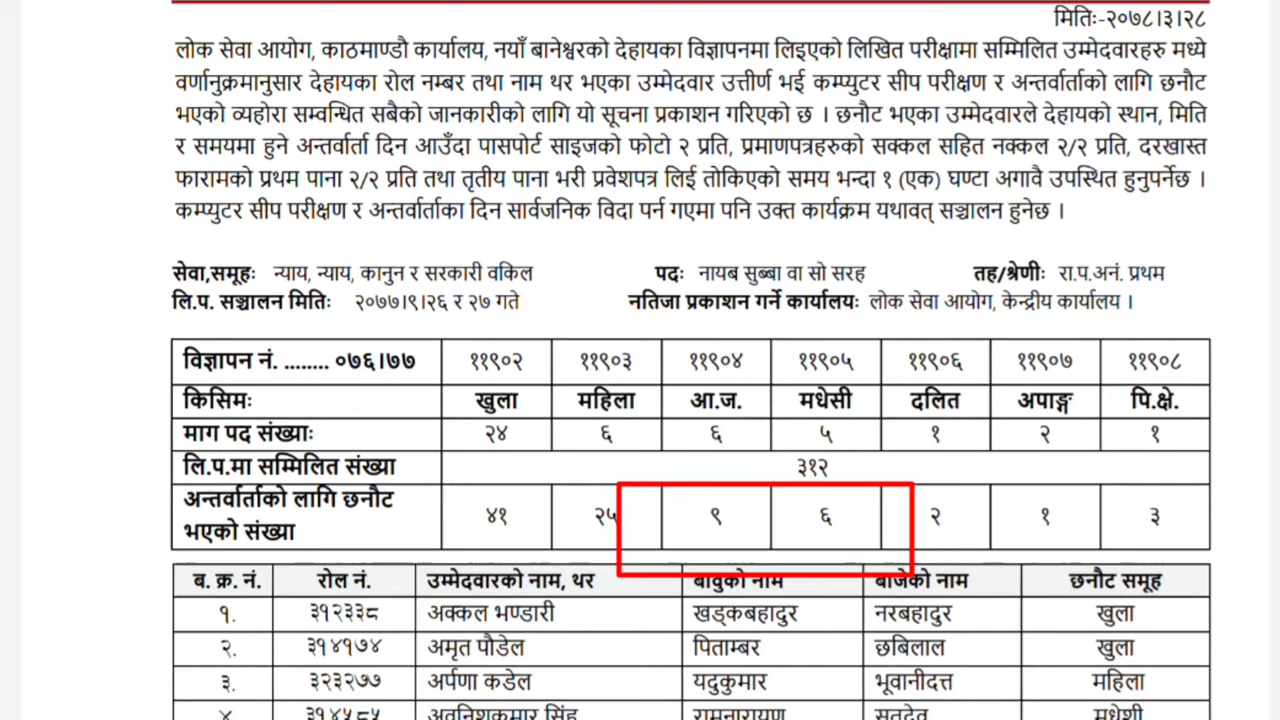 मितिः-२०७८।३।२८
लोक सेवा आयोग, काठमाण्डौ कार्यालय, नयाँ बानेश्वरको देहायका विज्ञापनमा लिइएको लिखित परीक्षामा सम्मिलित उम्मेदवारहरु मध्ये
वर्णानुक्रमानुसार देहायका रोल नम्बर तथा नाम थर भएका उम्मेदवार उत्तीर्ण भई कम्प्युटर सीप परीक्षण र अन्तर्वार्ताको लागि छनौट
भएको व्यहोरा सम्वन्धित सबैको जानकारीको लागि यो सूचना प्रकाशन गरिएको छ । छनौट भएका उम्मेदवारले देहायको स्थान, मिति
र समयमा हुने अन्तर्वार्ता दिन आउँदा पासपोर्ट साइजको फोटो २ प्रति, प्रमाणपत्रहरुको सक्कल सहित नक्कल २/२ प्रति, दरखास्त
फारामको प्रथम पाना २/२ प्रति तथा तृतीय पाना भरी प्रवेशपत्र लिई तोकिएको समय भन्दा १ (एक) घण्टा अगावै उपस्थित हुनुपर्नेछ ।
कम्प्युटर सीप परीक्षण र अन्तर्वार्ताका दिन सार्वजनिक विदा पर्न गएमा पनि उक्त कार्यक्रम यथावत् सञ्चालन हुनेछ ।
सेवा,समूहः न्याय, न्याय, कानुन र सरकारी वकिल पदः नायब सुब्बा वा सो सरह तह/श्रेणीः रा.प.अनं. प्रथम
लि.प. सञ्चालन मितिः २०७७।९।२६ र २७ गते नतिजा प्रकाशन गर्ने कार्यालयः लोक सेवा आयोग, केन्द्रीय कार्यालय ।
विज्ञापन नं. ........ ०७६।७७ ११९०२ ११९०३ ११९०४ ११९०५ ११९०६ ११९०७ ११९०८
किसिमः खुला महिला आ.ज. मधेसी दलित अपाङ्ग पि.क्षे.
माग पद संख्याः २४ ६ ६ ५ १ २ १
लि.प.मा सम्मिलित संख्या ३१२
अन्तर्वार्ताको लागि छनौट
भएको संख्या ४१ २५ ९ ६ २ १ ३
ब. क्र. नं. रोल नं. उम्मेदवारको नाम, थर बावुको नाम बाजेको नाम छनौट समूह
१. ३१२३३८ अक्कल भण्डारी खड्कबहादुर नरबहादुर खुला
२. ३१४१७४ अमृत पौडेल पिताम्बर छबिलाल खुला
३. ३२३२७७ अर्पणा कडेल यदुकुमार भूवानीदत्त महिला
४. ३१४५८५ अवनिशकुमार सिंह रामनारायण सतदेव मधेशी